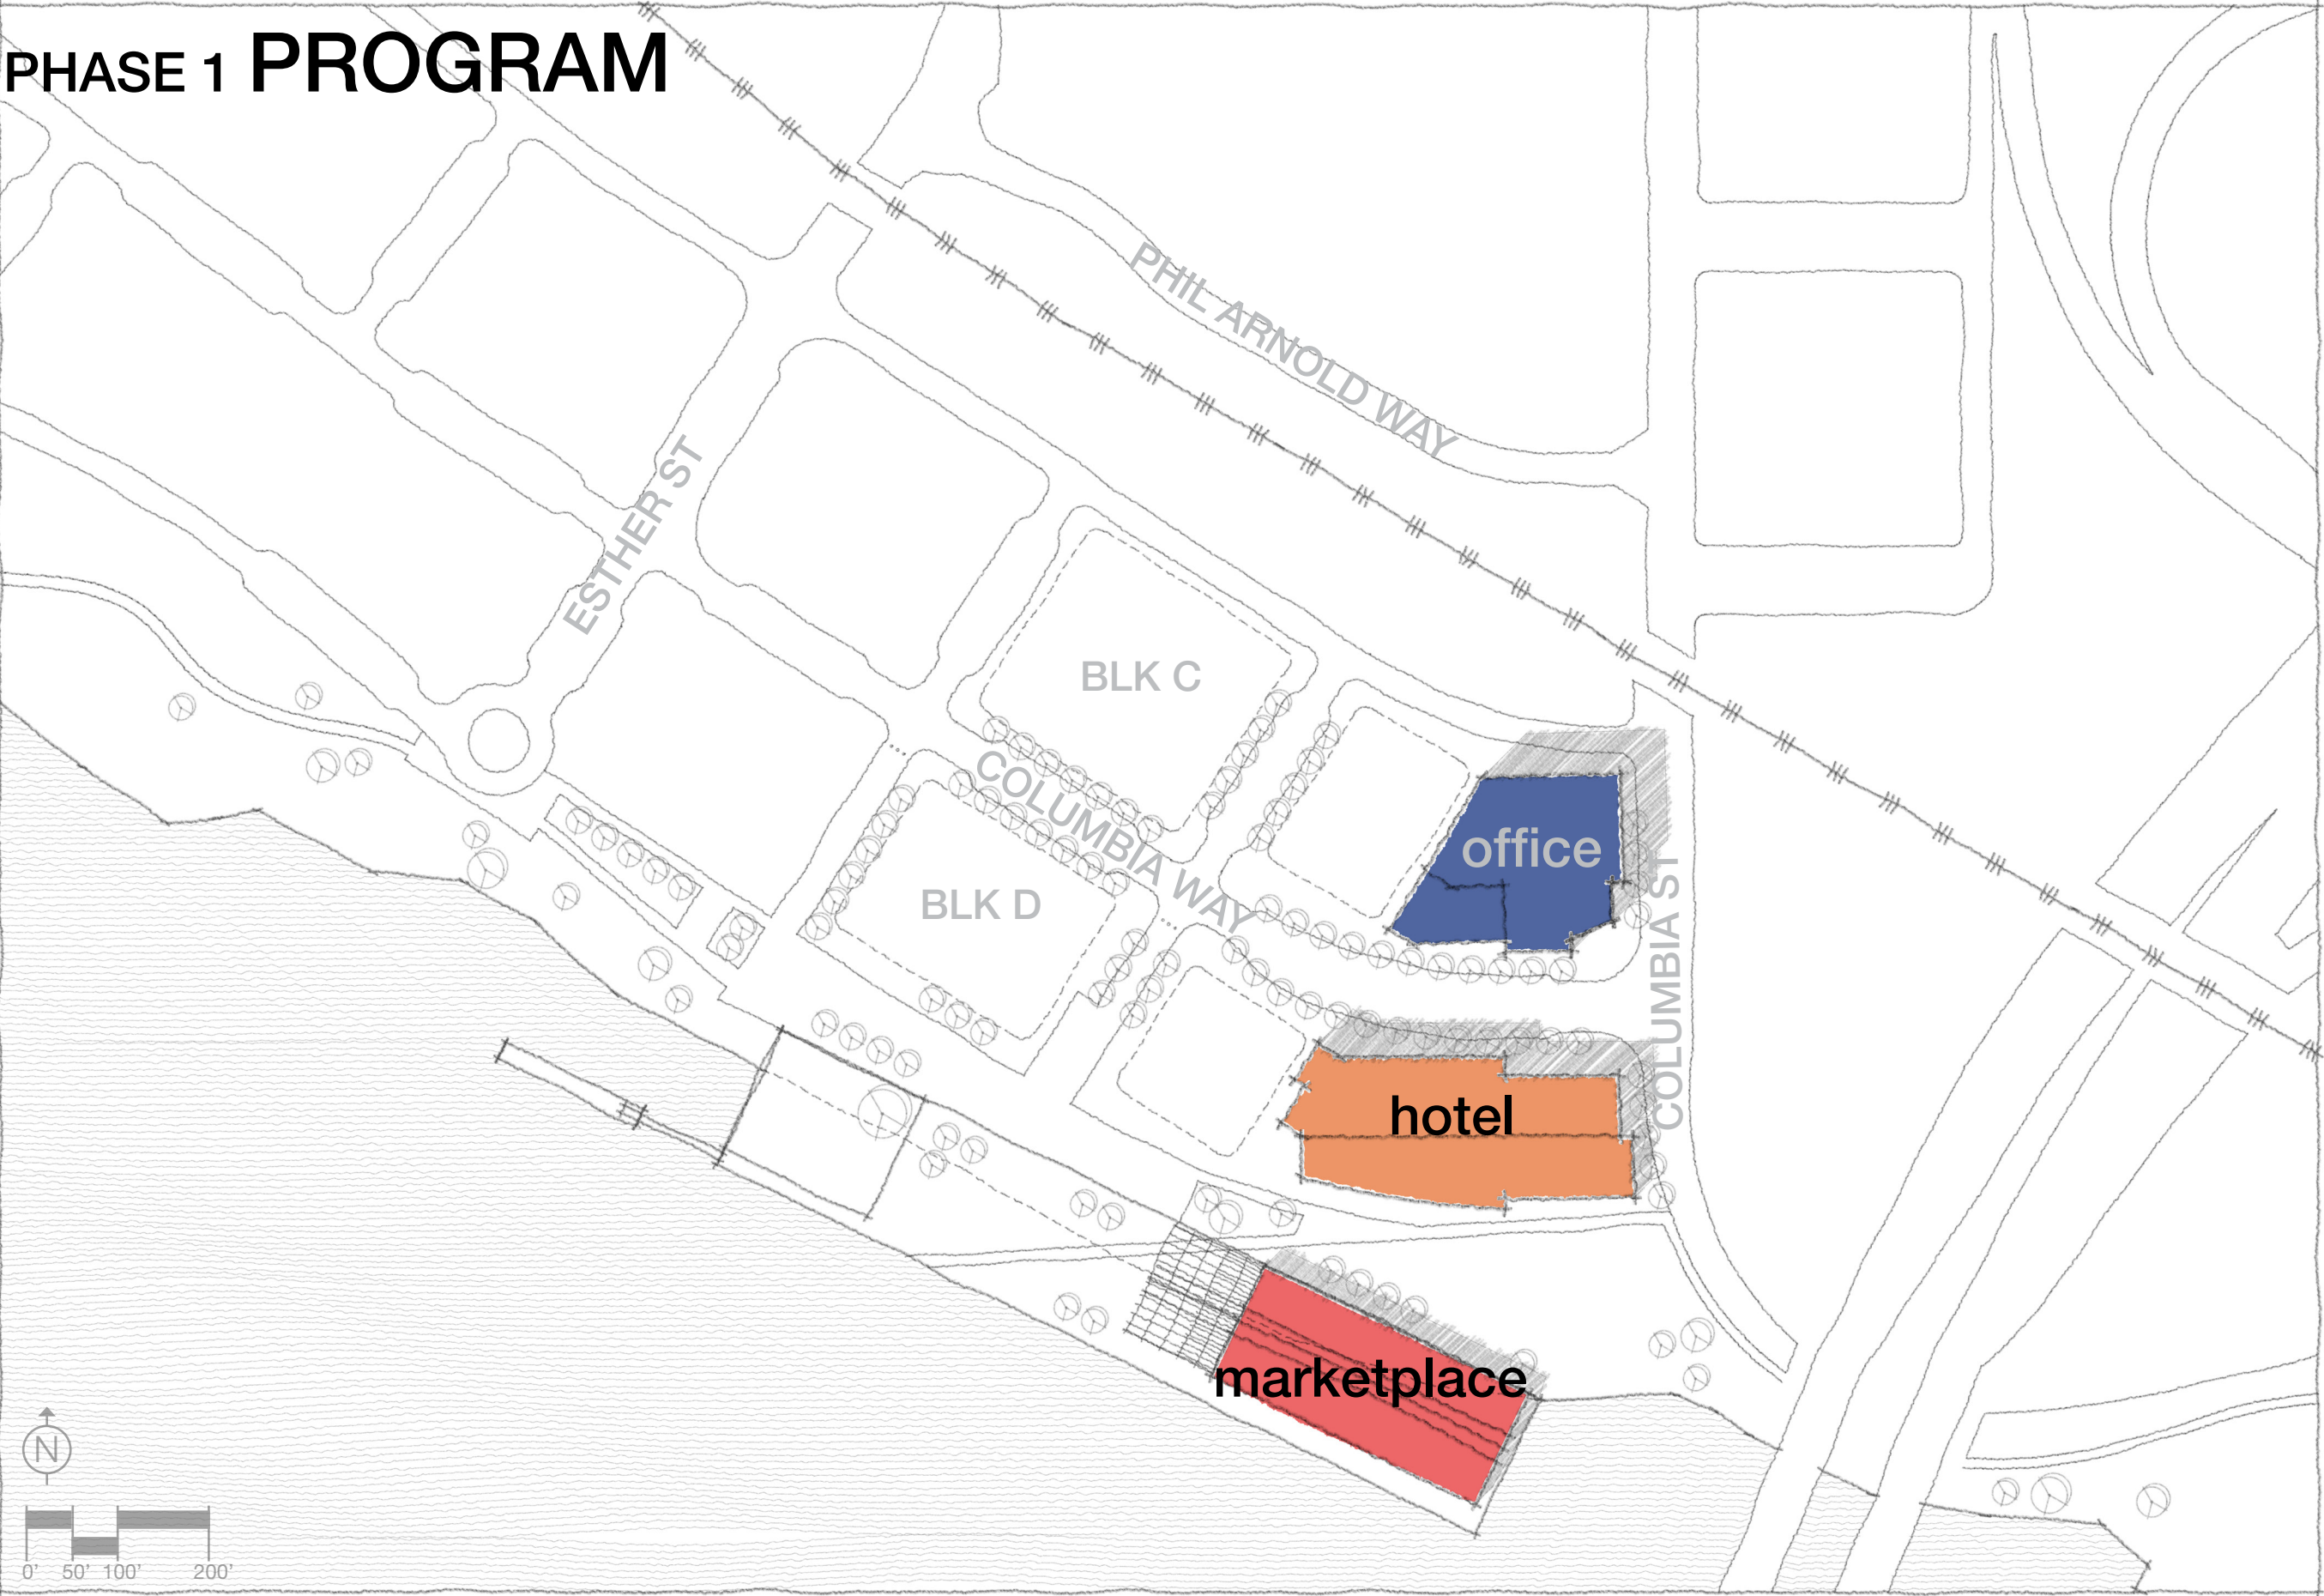 PHASE 1 PROGRAM
PHIL ARNOLD WAY
ESTHER ST
BLK C
COLUMBIA WAY
office
BLK D
COLUMBIA ST
hotel
marketplace
N
0' 50' 100' 200'